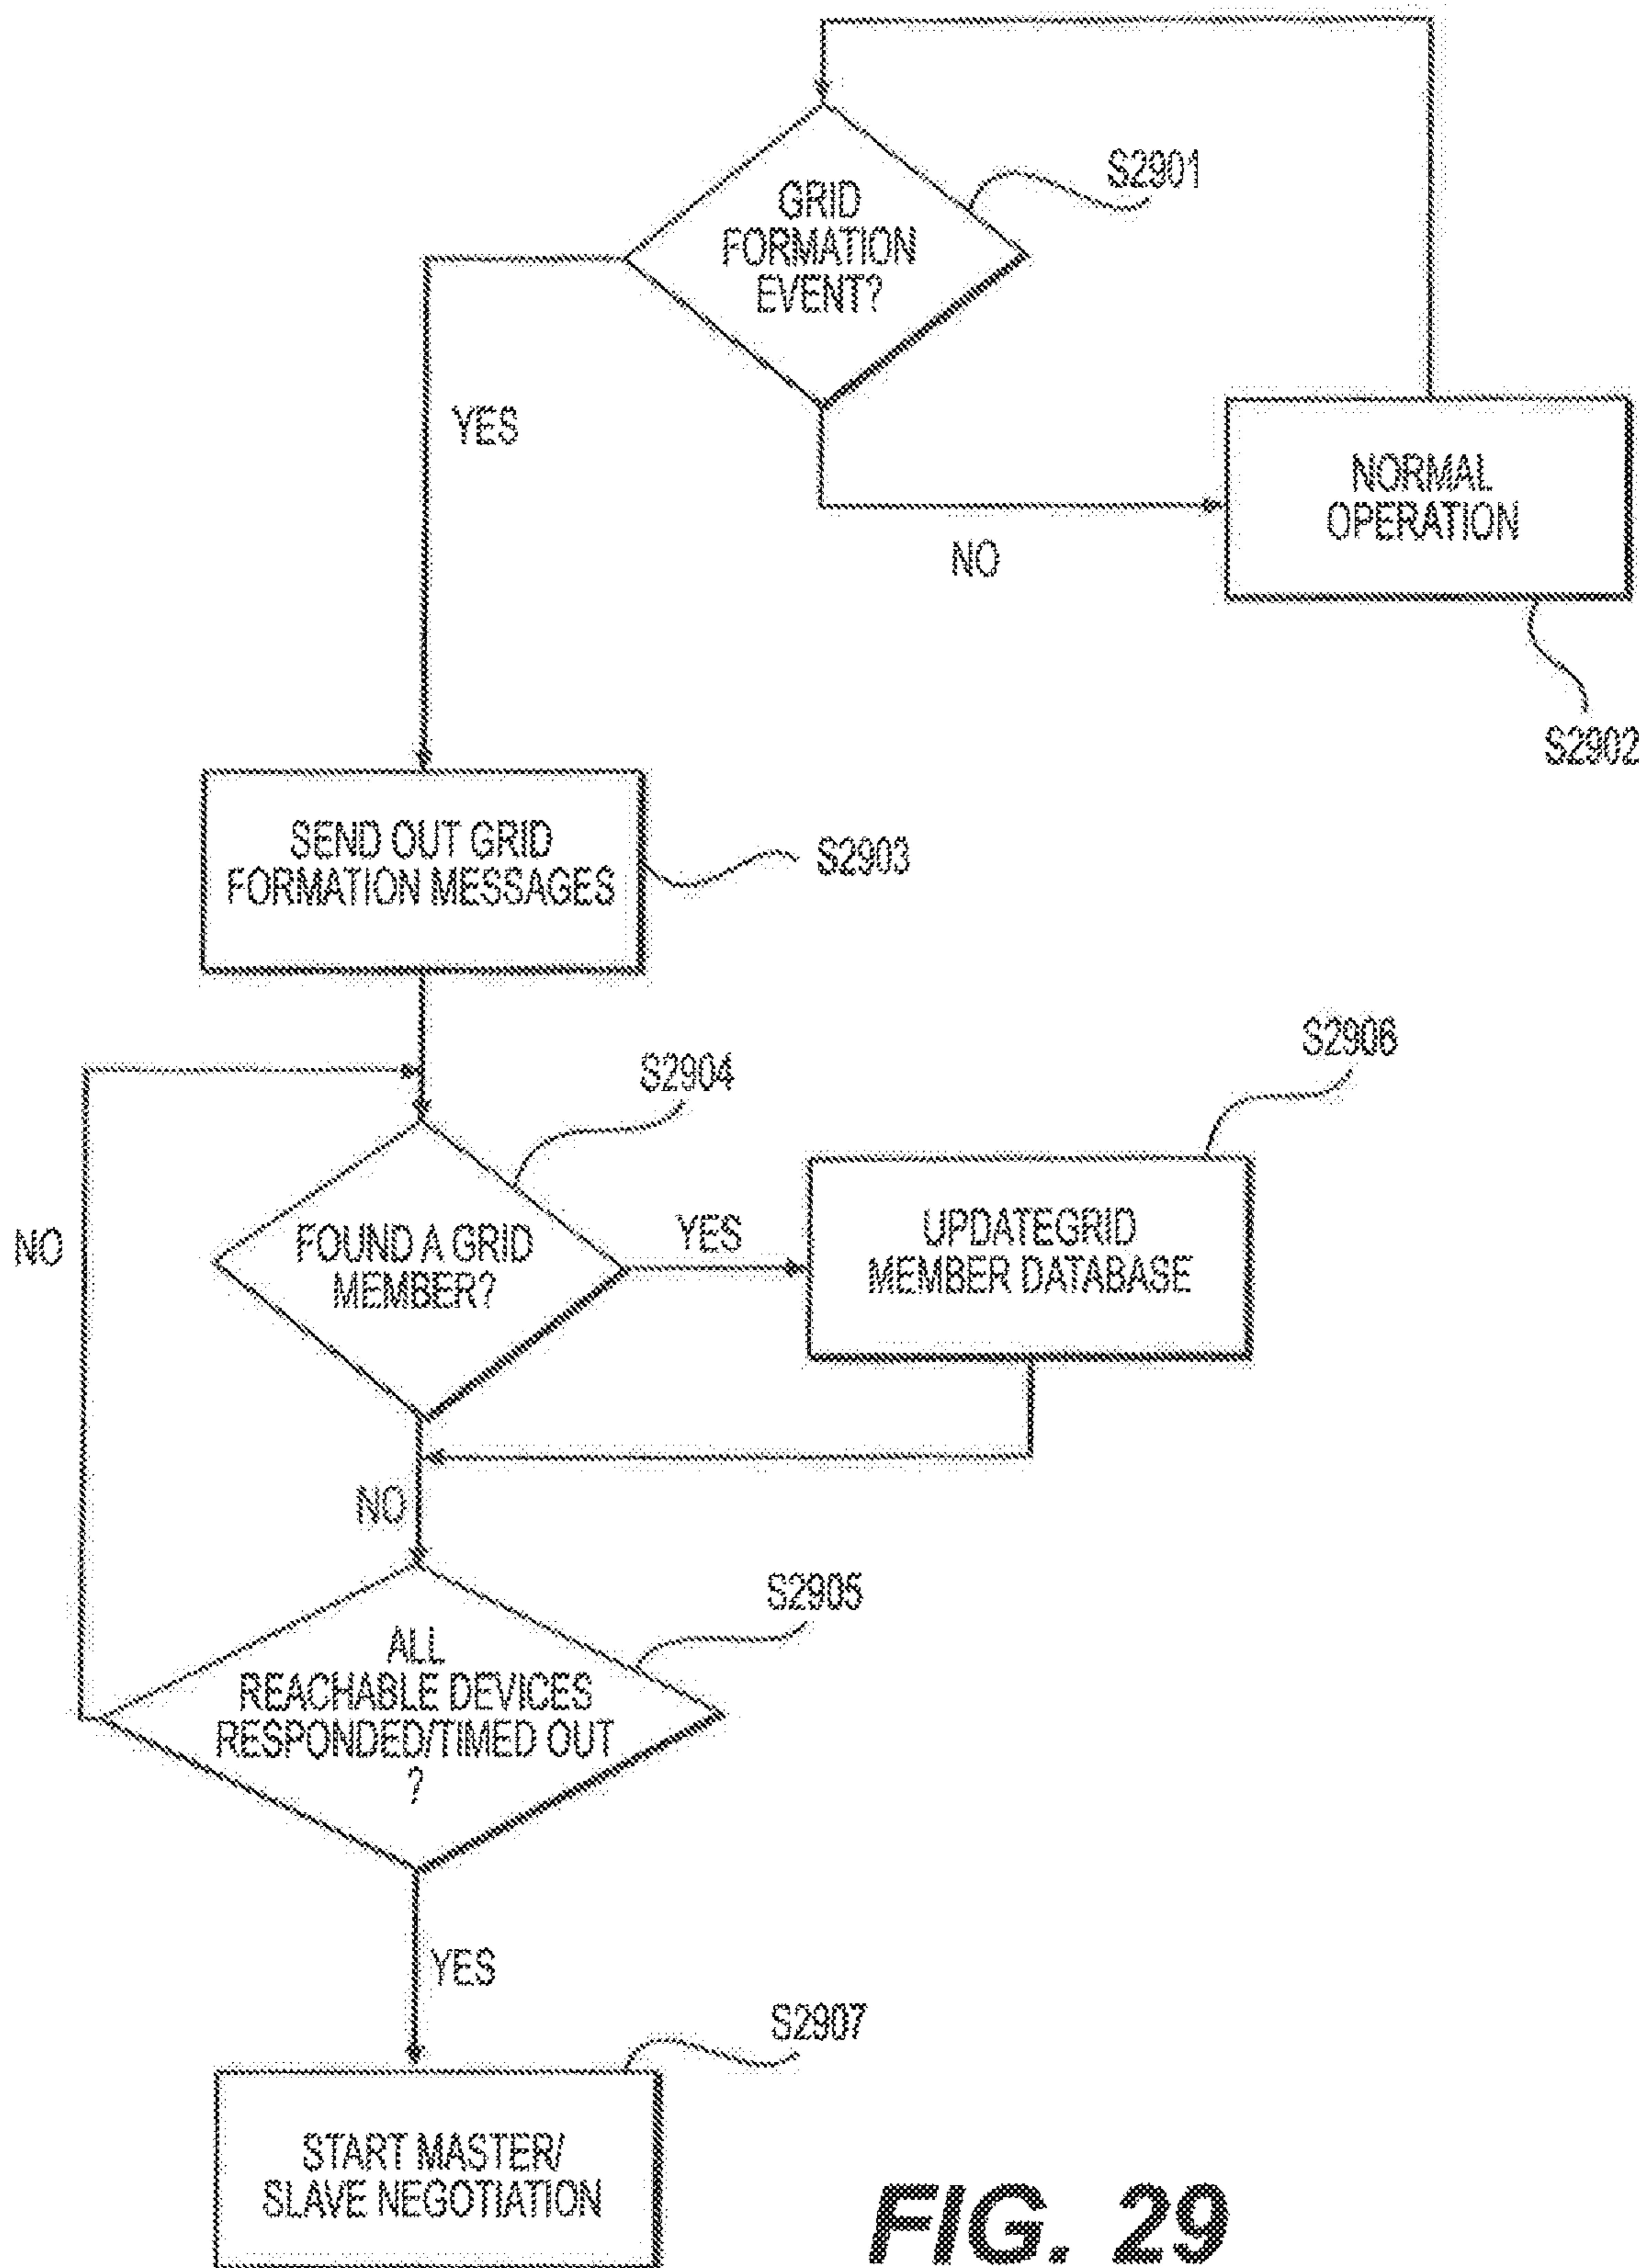 S2901
GRID
FORMATION
EVENT?
YES
NORMAL
OPERATION
NO
S2902
SEND OUT GRID
FORMATION MESSAGES
S2903
S2906
S2904
NO
FOUND A GRID
MEMBER?
YES
UPDATEGRID
MEMBER DATABASE
NO
S2905
ALL
REACHABLE DEVICES
RESPONDED/TIMED OUT
?
YES
S2907
START MASTER/
SLAVE NEGOTIATION
FIG. 29